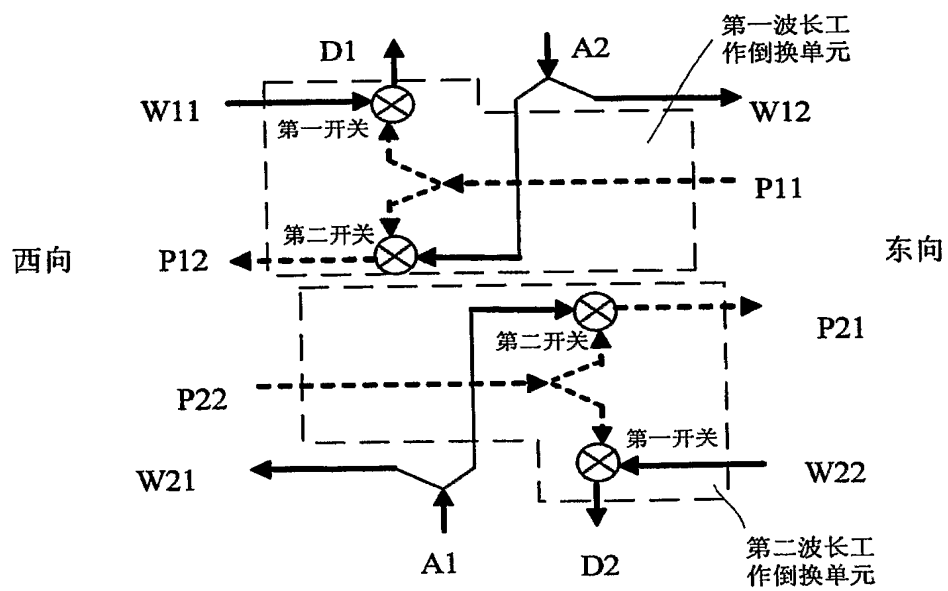 第一波长工
作倒换单元
D1
A2
W11
W12
第一开关
P11
第二开关
西向
P12
东向
P21
第二开关
P22
第一开关
W21
W22
A1
D2
第二波长工
作倒换单元